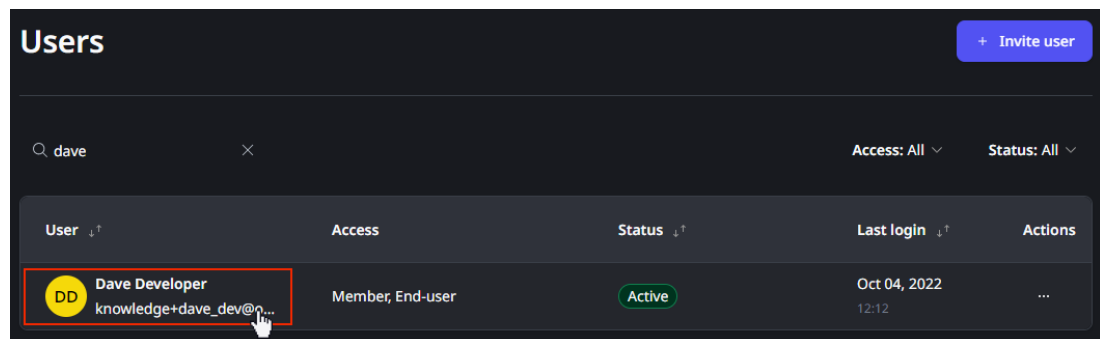 Users
+ Invite user
dave
Access: All
Status: All
User Access Status Last login Actions
DD Dave Developer Member, End-user Active Oct 04, 2022 ...
knowledge+dave_dev@o... 12:12